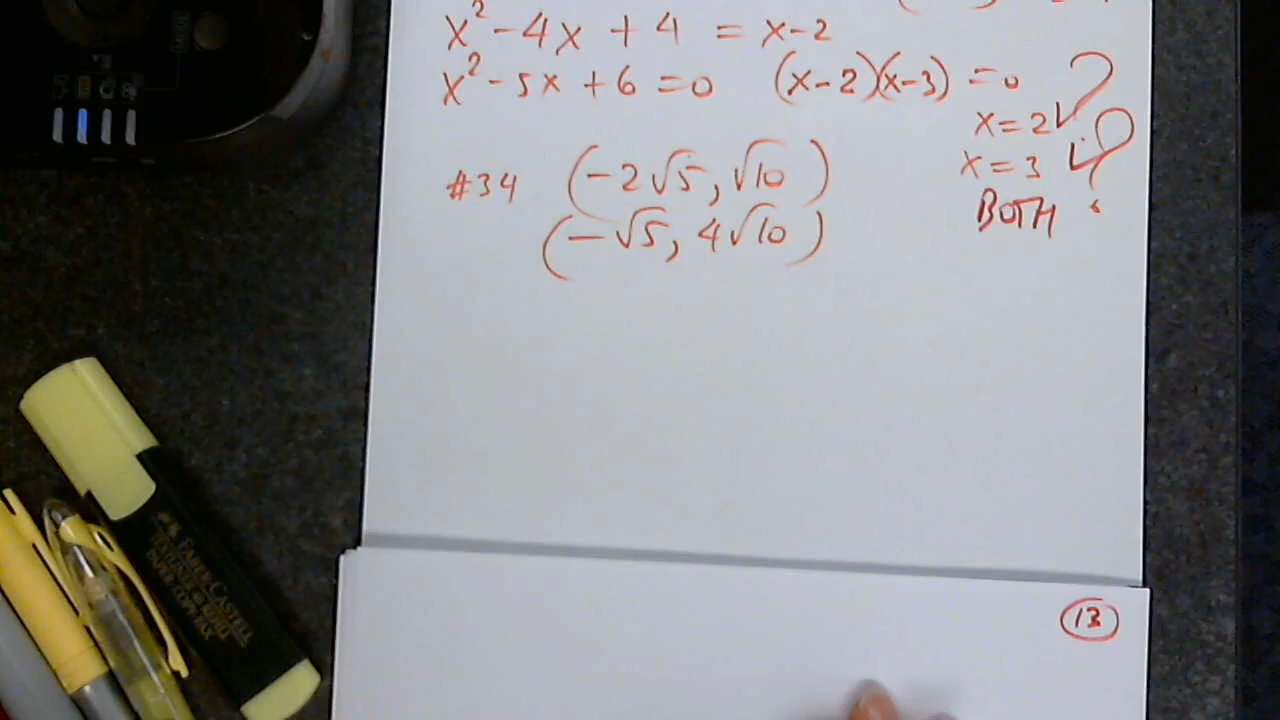 x² - 4x + 4 = x-2
x² - 5x + 6 = 0 (x-2)(x-3) = 0
x = 2 ✓
x = 3 ✓
BOTH
#34 (-2√5, √10)
(-√5, 4√10)
13
FABER-CASTELL